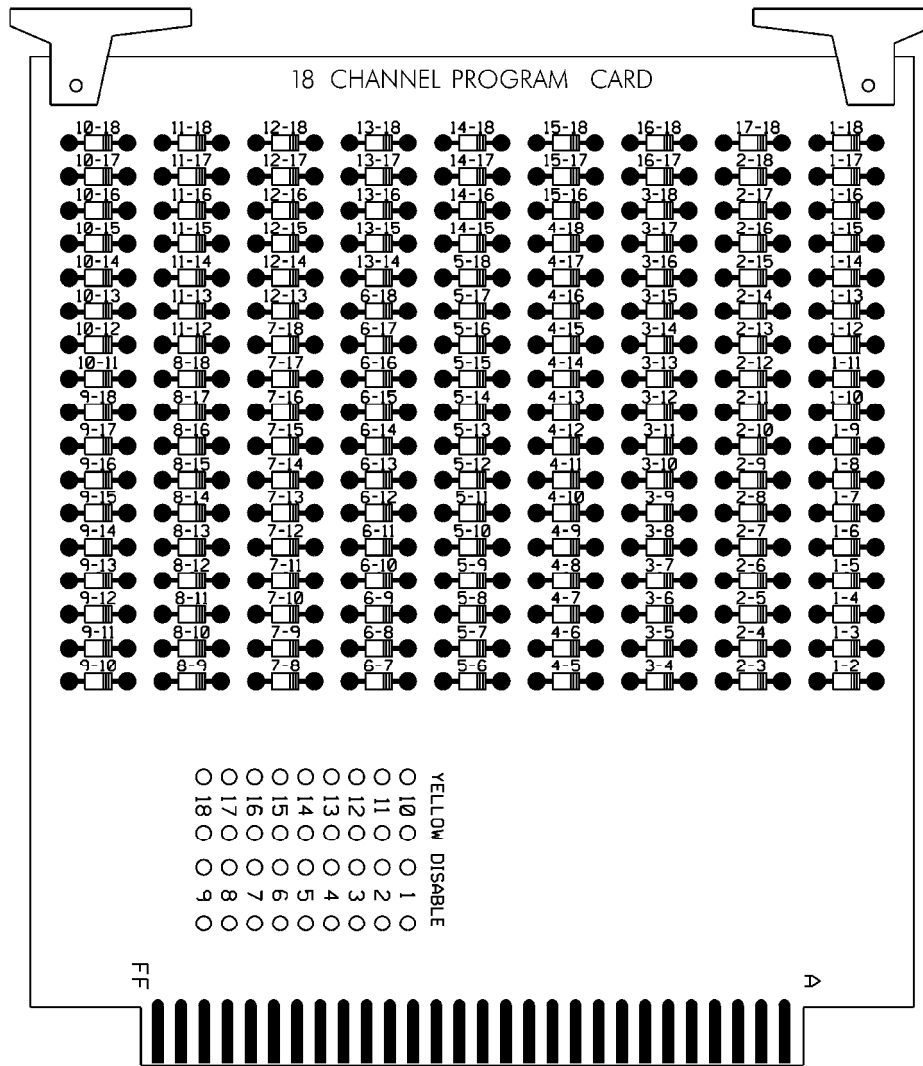 18 CHANNEL PROGRAM CARD
10-18 11-18 12-18 13-18 14-18 15-18 16-18 17-18 1-18
10-17 11-17 12-17 13-17 14-17 15-17 16-17 2-18 1-17
10-16 11-16 12-16 13-16 14-16 15-16 3-18 2-17 1-16
10-15 11-15 12-15 13-15 14-15 4-18 3-17 2-16 1-15
10-14 11-14 12-14 13-14 5-18 4-17 3-16 2-15 1-14
10-13 11-13 12-13 6-18 5-17 4-16 3-15 2-14 1-13
10-12 11-12 7-18 6-17 5-16 4-15 3-14 2-13 1-12
10-11 8-18 7-17 6-16 5-15 4-14 3-13 2-12 1-11
9-18 8-17 7-16 6-15 5-14 4-13 3-12 2-11 1-10
9-17 8-16 7-15 6-14 5-13 4-12 3-11 2-10 1-9
9-16 8-15 7-14 6-13 5-12 4-11 3-10 2-9 1-8
9-15 8-14 7-13 6-12 5-11 4-10 3-9 2-8 1-7
9-14 8-13 7-12 6-11 5-10 4-9 3-8 2-7 1-6
9-13 8-12 7-11 6-10 5-9 4-8 3-7 2-6 1-5
9-12 8-11 7-10 6-9 5-8 4-7 3-6 2-5 1-4
9-11 8-10 7-9 6-8 5-7 4-6 3-5 2-4 1-3
9-10 8-9 7-8 6-7 5-6 4-5 3-4 2-3 1-2
YELLOW DISABLE
10 1
11 2
12 3
13 4
14 5
15 6
16 7
17 8
18 9
FF A